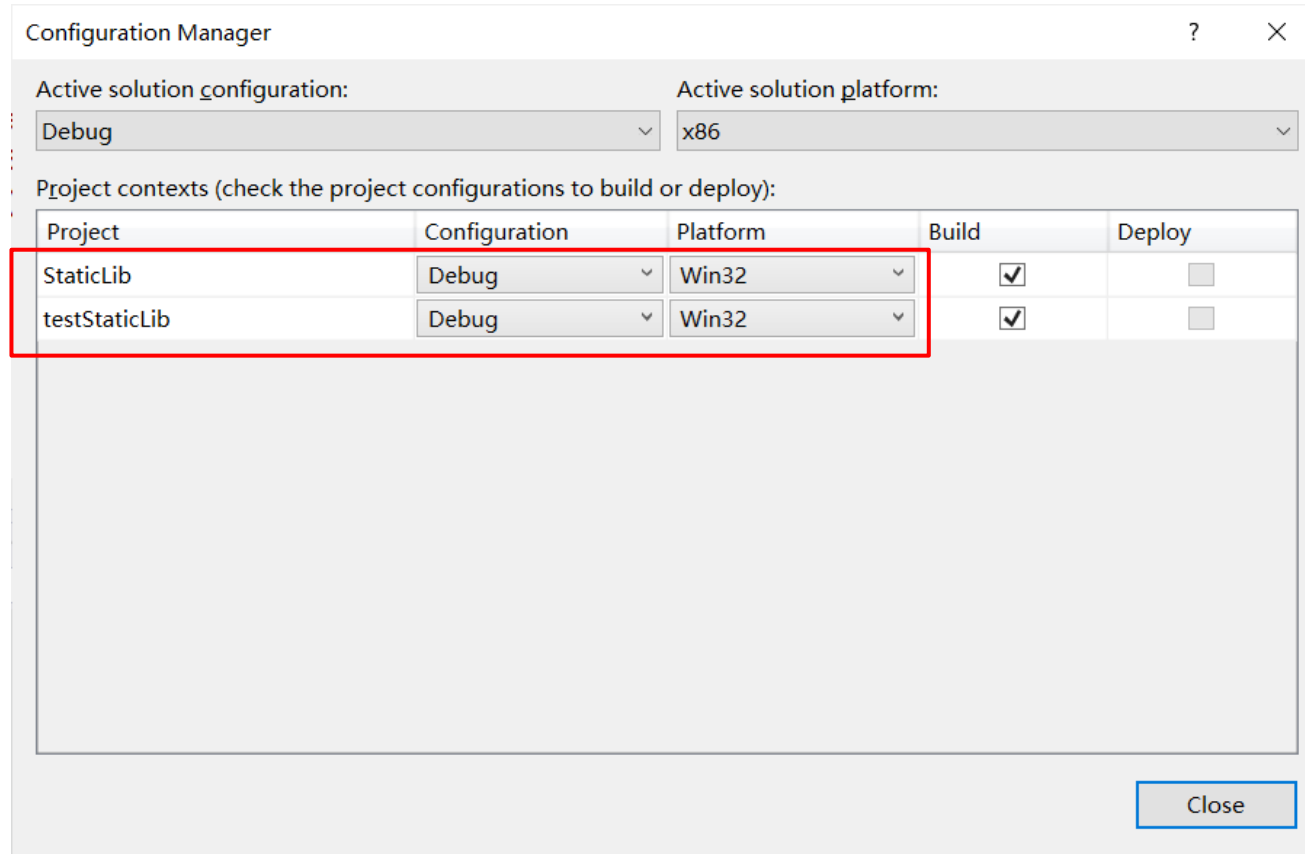 Configuration Manager ?
Active solution configuration: Active solution platform:
Debug x86
Project contexts (check the project configurations to build or deploy):
Project Configuration Platform Build Deploy
StaticLib Debug Win32
testStaticLib Debug Win32
Close